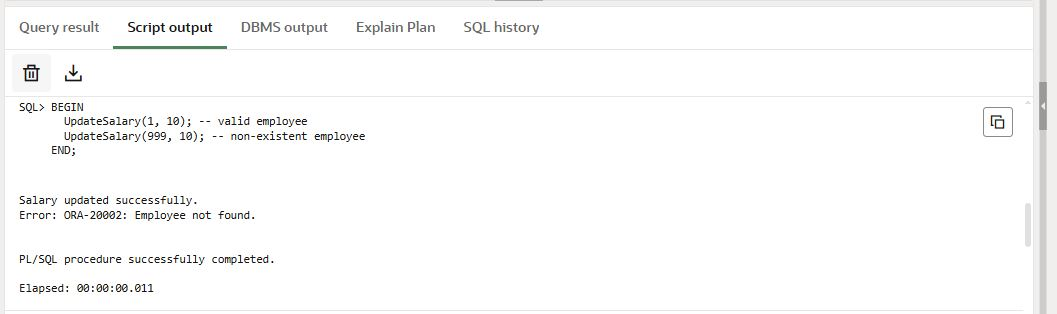 Query result Script output DBMS output Explain Plan SQL history
SQL> BEGIN
UpdateSalary(1, 10); -- valid employee
UpdateSalary(999, 10); -- non-existent employee
END;
Salary updated successfully.
Error: ORA-20002: Employee not found.
PL/SQL procedure successfully completed.
Elapsed: 00:00:00.011